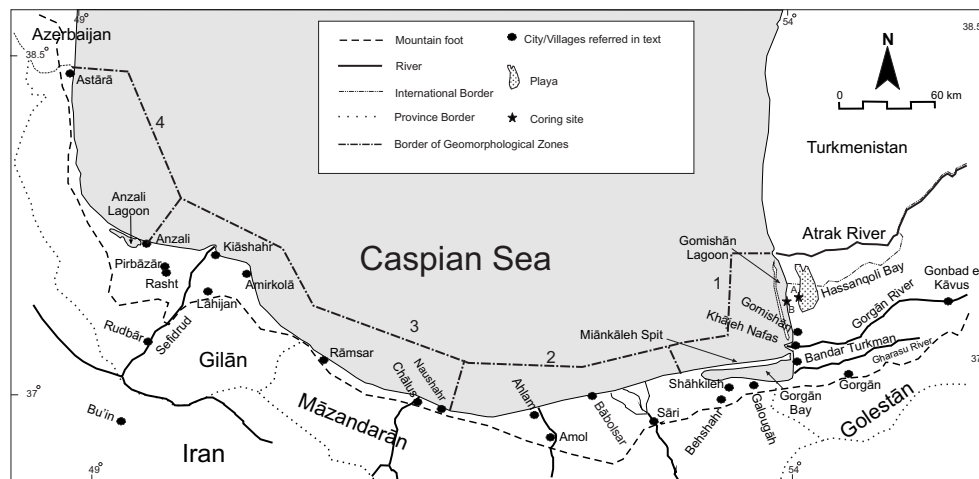 49°
54°
38.5°
38.5°
Azerbaijan
Astārā
Mountain foot
River
International Border
Province Border
Border of Geomorphological Zones
City/Villages referred in text
Playa
Coring site
N
0 60 km
Turkmenistan
4
Anzali
Lagoon
Anzali
Kiāshahr
Pirbāzār
Rasht
Amirkolā
Lāhijan
Rudbār
Sefidrud
Gilān
Caspian Sea
Gomishān
Lagoon
Atrak River
Hassanqoli Bay
A
B
1
Gonbad e
Kāvus
Gomishān
Gorgān River
Khājeh Nafas
Miānkāleh Spit
Bandar Turkman
Gharasu River
3
2
Rāmsar
Chālus
Naushahr
Māzandarān
Ahlam
Amol
Bābolsar
Sāri
Shāhkileh
Behshahr
Galougāh
Gorgān
Bay
Gorgān
Golestān
37°
37
Bu'in
Iran
49°
54°